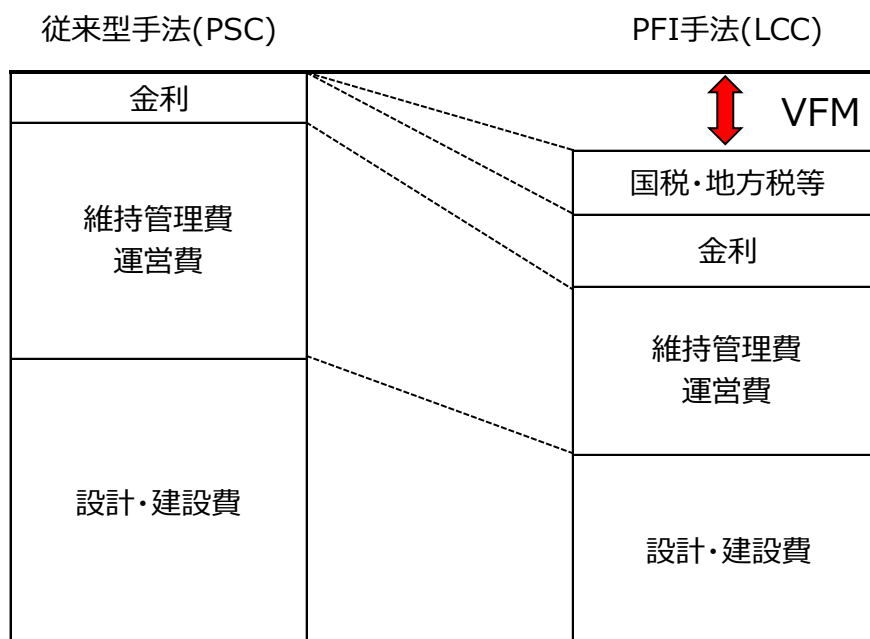 従来型手法(PSC)
PFI手法(LCC)
金利
維持管理費
運営費
設計・建設費
VFM
国税・地方税等
金利
維持管理費
運営費
設計・建設費